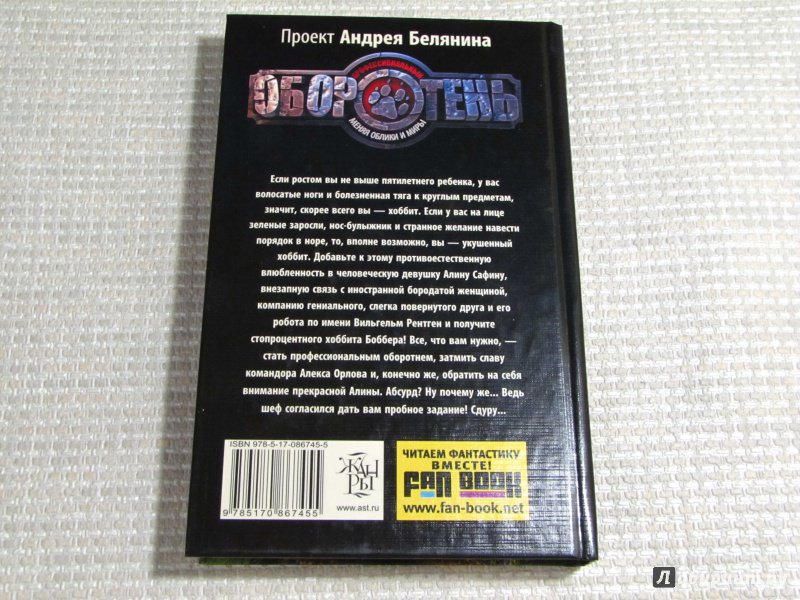 Проект Андрея Белянина
ПРОФЕССИОНАЛЬНЫЙ
ОБОРОТЕНЬ
МЕНЯЯ ОБЛИКИ И МИРЫ
Если ростом вы не выше пятилетнего ребенка, у вас
волосатые ноги и болезненная тяга к круглым предметам,
значит, скорее всего вы — хоббит. Если у вас на лице
зеленые заросли, нос-булыжник и странное желание навести
порядок в норе, то, вполне возможно, вы — укушенный
хоббит. Добавьте к этому противоестественную
влюбленность в человеческую девушку Алину Сафину,
внезапную связь с иностранной бородатой женщиной,
компанию гениального, слегка повернутого друга и его
робота по имени Вильгельм Рентген и получите
стопроцентного хоббита Боббера! Все, что вам нужно, —
стать профессиональным оборотнем, затмить славу
командора Алекса Орлова и, конечно же, обратить на себя
внимание прекрасной Алины. Абсурд? Ну почему же... Ведь
шеф согласился дать вам пробное задание! Сдуру...
ISBN 978-5-17-086745-5
9 785170 867455
ЖАН
РЫ
www.ast.ru
ЧИТАЕМ ФАНТАСТИКУ
ВМЕСТЕ!
FAN BOOK
www.fan-book.net